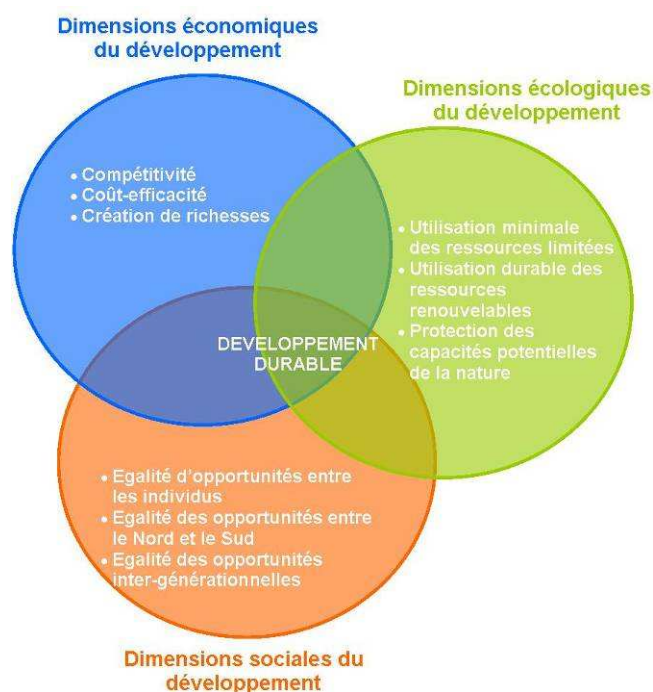 Dimensions économiques
du développement
Dimensions écologiques
du développement
• Compétitivité
• Coût-efficacité
• Création de richesses
• Utilisation minimale
des ressources limitées
• Utilisation durable des
ressources
renouvelables
• Protection des
capacités potentielles
de la nature
DEVELOPPEMENT
DURABLE
• Egalité d'opportunités entre
les individus
• Egalité des opportunités entre
le Nord et le Sud
• Egalité des opportunités
inter-générationnelles
Dimensions sociales du
développement